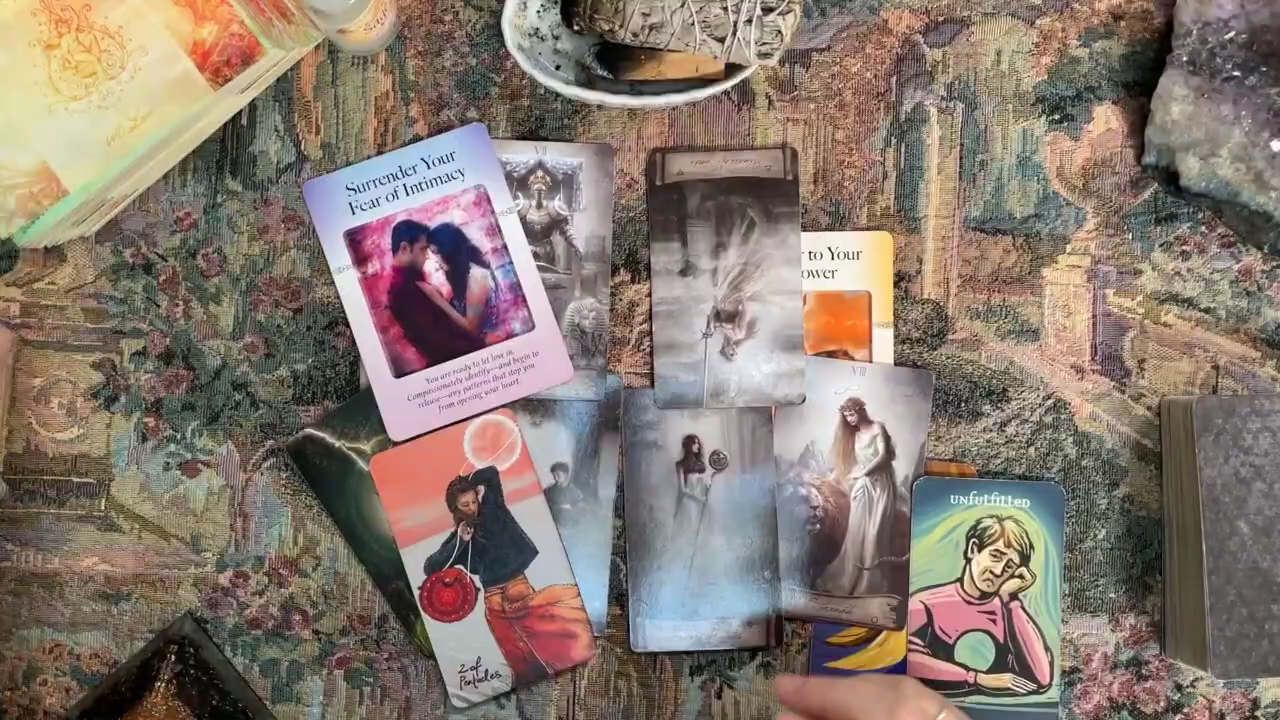 Surrender Your
Fear of Intimacy
You are ready to let love in.
Compassionately identify—and begin to
release—any patterns that stop you
from opening your heart.
VII
r to Your
ower
VIII
UNFULFILLED
2 of
Pentacles